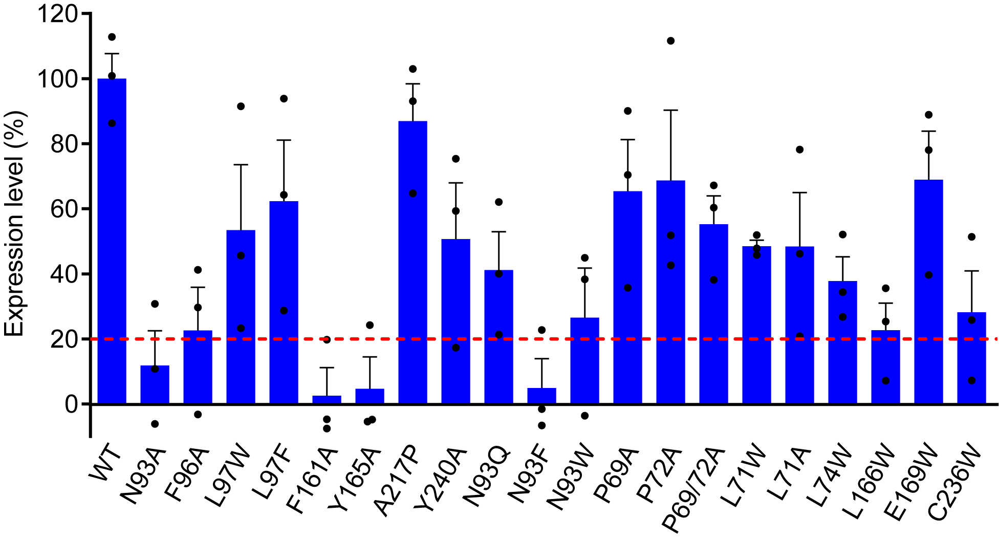 Expression level (%)
120
100
80
60
40
20
0
WT
N93A
F96A
L97W
L97F
F161A
Y165A
A217P
Y240A
N93Q
N93F
N93W
P69A
P72A
P69/72A
L71W
L71A
L74W
L166W
E169W
C236W